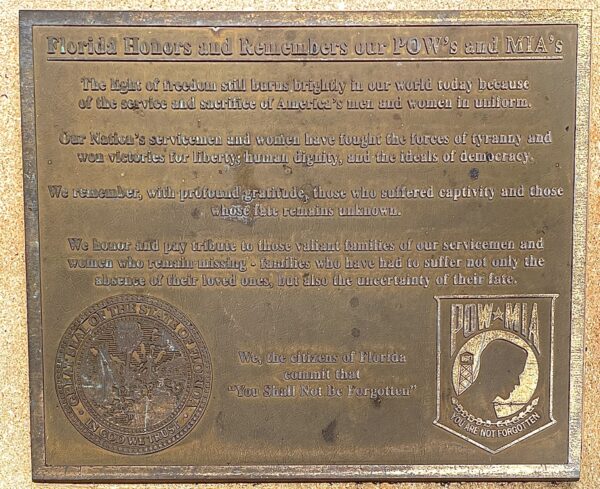 Florida Honors and Remembers our POW's and MIA's
The light of freedom still burns brightly in our world today because
of the service and sacrifice of America's men and women in uniform.
Our Nation's servicemen and women have fought the forces of tyranny and
won victories for liberty, human dignity, and the ideals of democracy.
We remember, with profound gratitude, those who suffered captivity and those
whose fate remains unknown.
We honor and pay tribute to those valiant families of our servicemen and
women who remain missing - families who have had to suffer not only the
absence of their loved ones, but also the uncertainty of their fate.
GREAT SEAL OF THE STATE OF FLORIDA
IN GOD WE TRUST
We, the citizens of Florida
commit that
"You Shall Not Be Forgotten"
POW★MIA
YOU ARE NOT FORGOTTEN